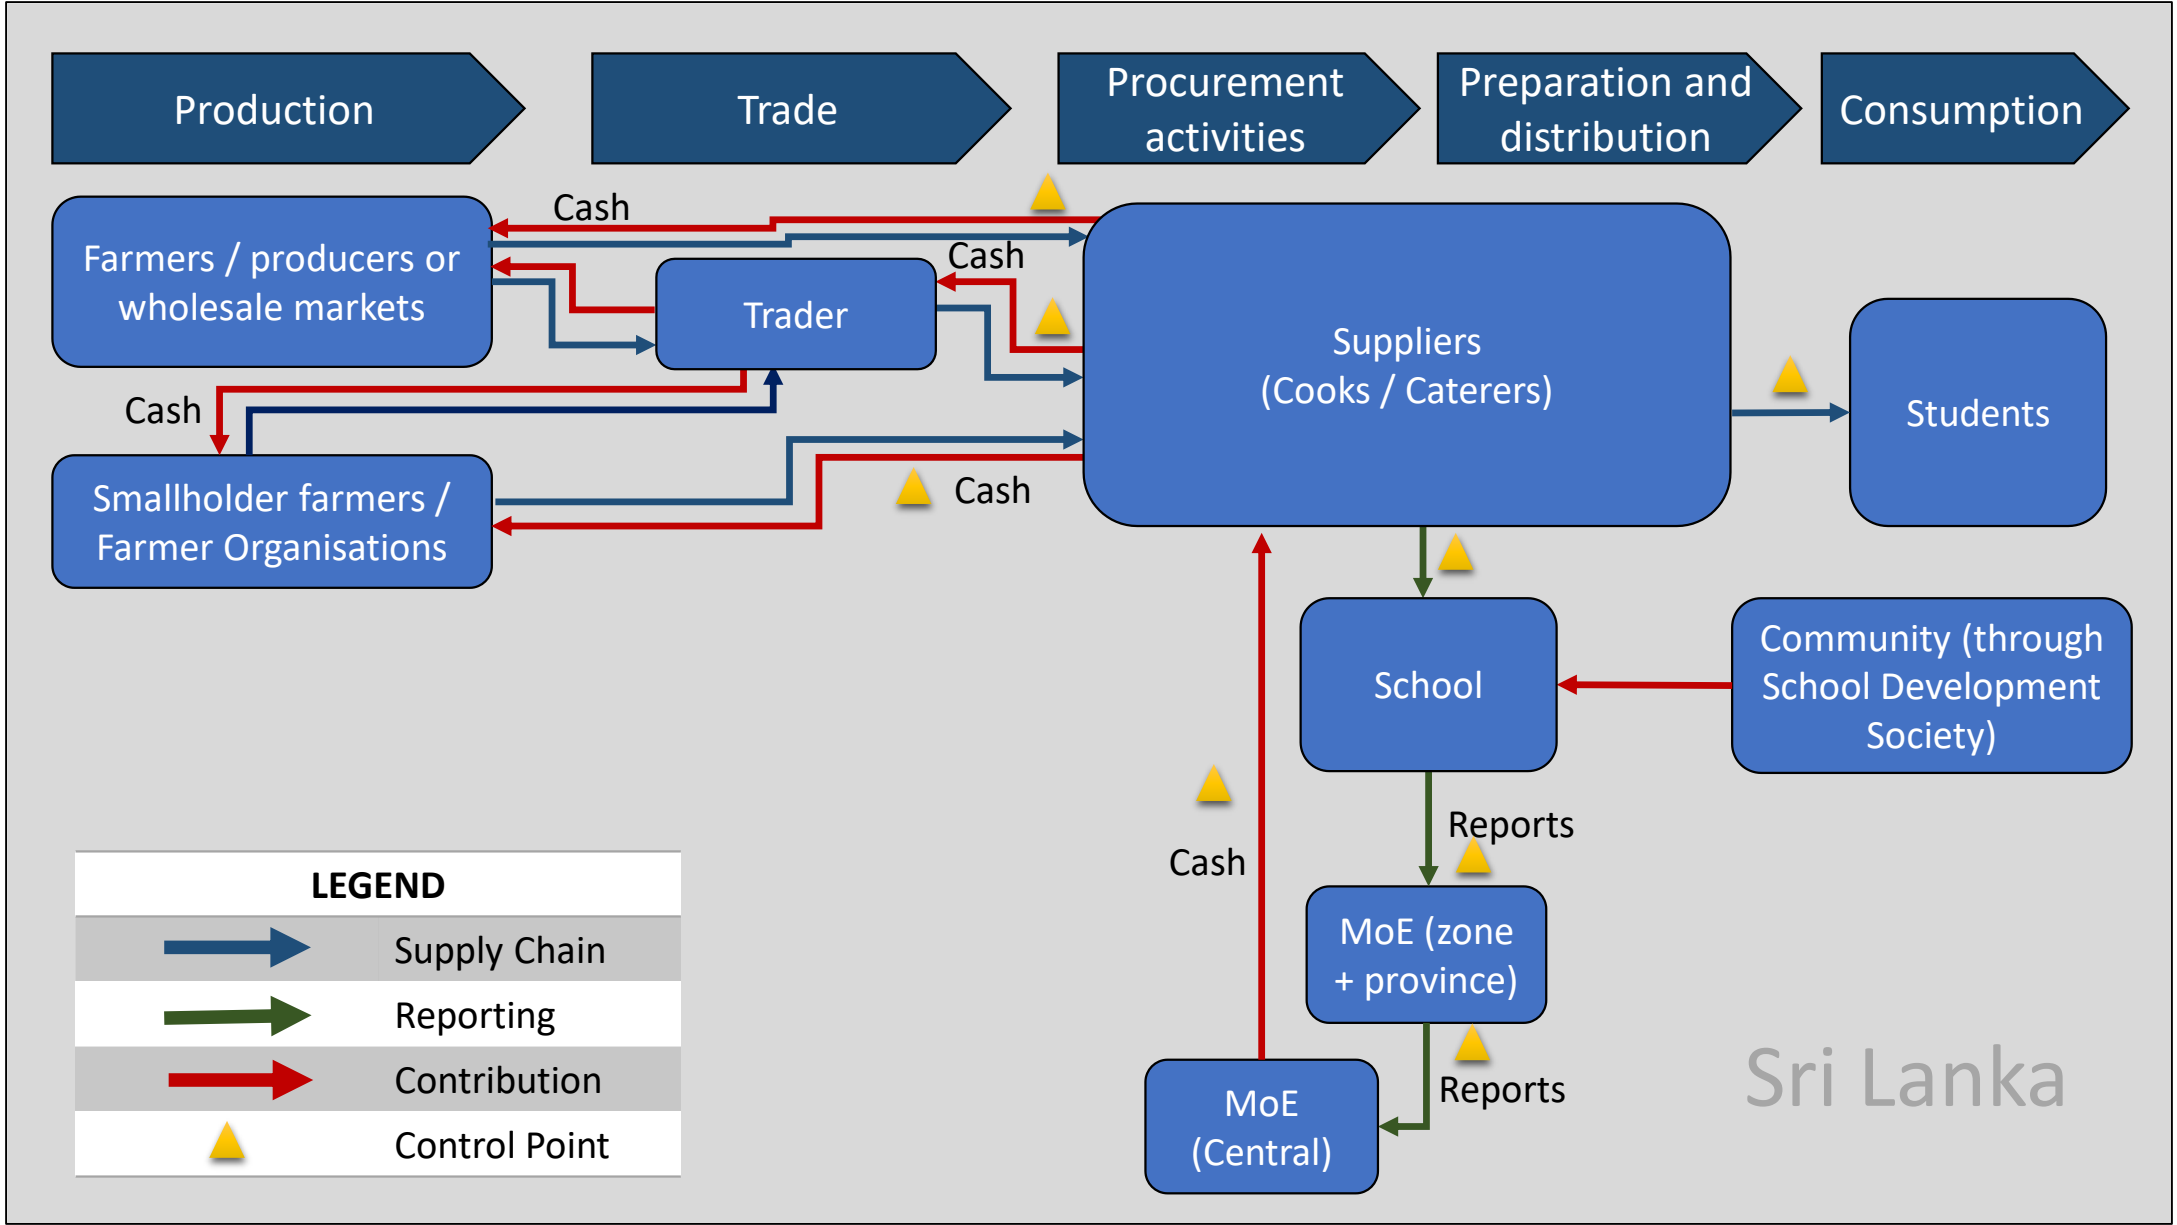 Production
Trade
Procurement
activities
Preparation and
distribution
Consumption
Cash
Farmers / producers or
wholesale markets
Cash
Trader
Suppliers
(Cooks / Caterers)
Students
Cash
Smallholder farmers /
Farmer Organisations
Cash
School
Community (through
School Development
Society)
Reports
Cash
MoE (zone
+ province)
Reports
MoE
(Central)
LEGEND
Supply Chain
Reporting
Contribution
Control Point
Sri Lanka